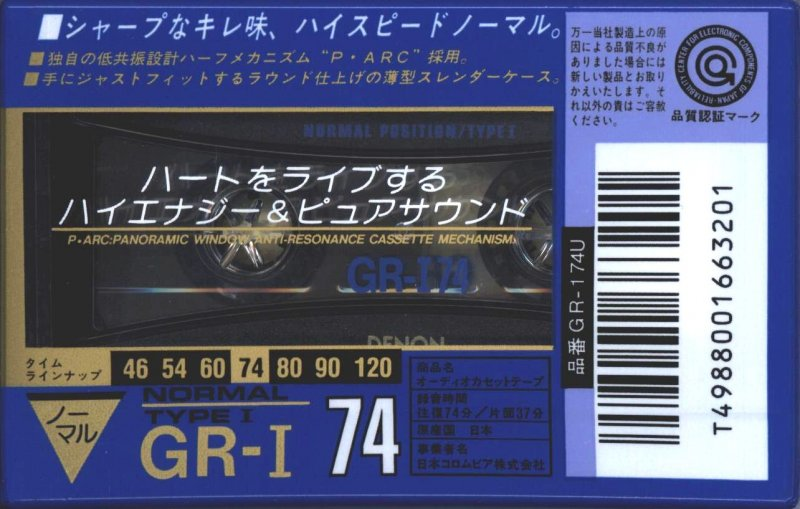 ■シャープなキレ味、ハイスピードノーマル。
■独自の低共振設計ハーフメカニズム“P・ARC”採用。
■手にジャストフィットするラウンド仕上げの薄型スレンダーケース。
NORMAL POSITION/TYPE I
ハートをライブする
ハイエナジー&ピュアサウンド
P・ARC:PANORAMIC WINDOW ANTI-RESONANCE CASSETTE MECHANISM
GR-I 74
DENON
タイム
ラインナップ
46 54 60 74 80 90 120
ノーマル
NORMAL
TYPE I
GR-I 74
商品名
オーディオカセットテープ
録音時間
往復74分/片面37分
原産国 日本
事業者名
日本コロムビア株式会社
万一当社製造上の原
因による品質不良が
ありました場合には
新しい製品とお取り
かえいたします。そ
れ以外の責はご容赦
ください。
RELIABILITY CENTER FOR ELECTRONIC COMPONENTS OF JAPAN
品質認証マーク
品番 GR-174U
T4988001663201